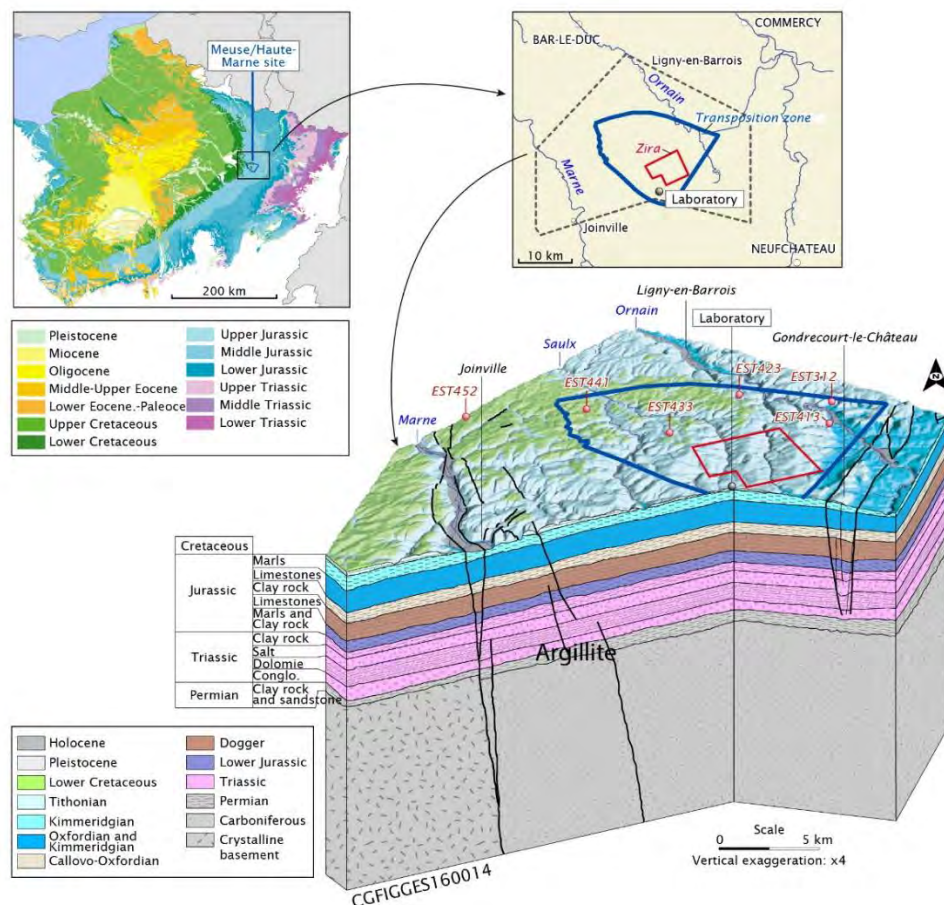 Meuse/Haute-
Marne site
200 km
COMMERCY
BAR-LE-DUC
Ligny-en-Barrois
Ornain
Transposition zone
Zira
Marne
Laboratory
Joinville
NEUFCHATEAU
10 km
Pleistocene
Miocene
Oligocene
Middle-Upper Eocene
Lower Eocene.-Paleoce
Upper Cretaceous
Lower Cretaceous
Upper Jurassic
Middle Jurassic
Lower Jurassic
Upper Triassic
Middle Triassic
Lower Triassic
Ligny-en-Barrois
Ornain
Laboratory
Saulx
Gondrecourt-le-Château
Joinville
EST452
EST441
EST423
EST312
EST433
EST413
Marne
N
Cretaceous
Jurassic
Marls
Limestones
Clay rock
Limestones
Marls and
Clay rock
Triassic
Clay rock
Salt
Dolomie
Conglo.
Permian
Clay rock
and sandstone
Argillite
Holocene
Pleistocene
Lower Cretaceous
Tithonian
Kimmeridgian
Oxfordian and
Kimmeridgian
Callovo-Oxfordian
Dogger
Lower Jurassic
Triassic
Permian
Carboniferous
Crystalline
basement
CGFIGGES160014
Scale
0 5 km
Vertical exaggeration: x4